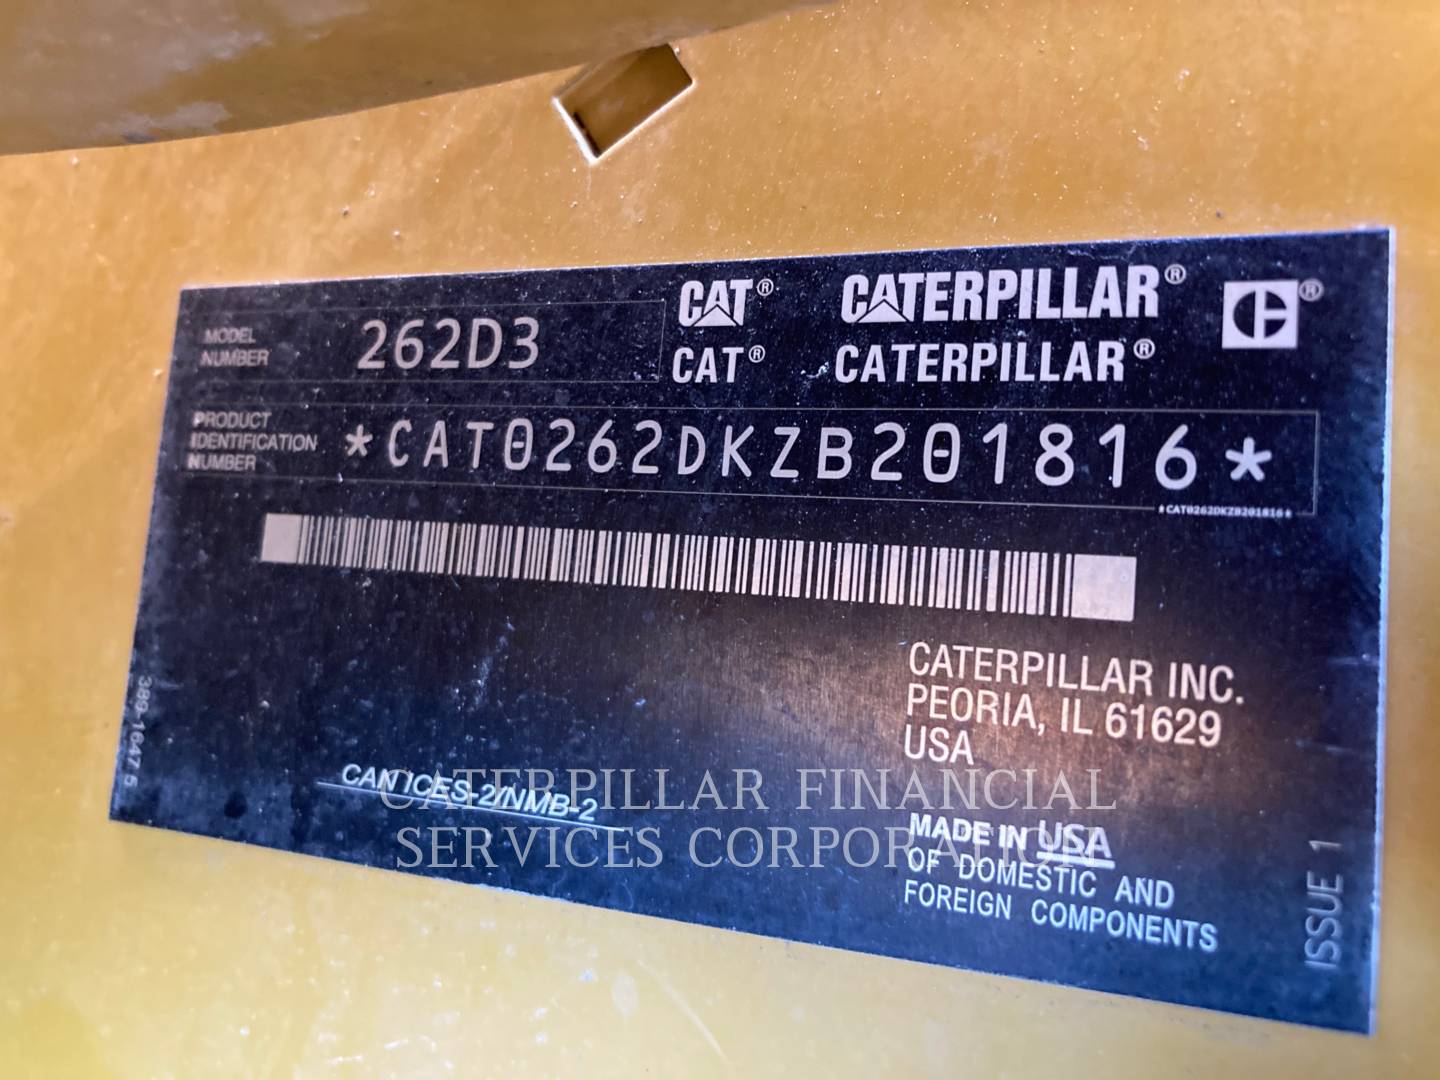 MODEL NUMBER 262D3
CAT® CATERPILLAR®
CAT® CATERPILLAR®
PRODUCT IDENTIFICATION NUMBER *CAT0262DKZB201816*
*CAT0262DKZB201816*
CATERPILLAR INC.
PEORIA, IL 61629
USA
CAN ICES-2/NMB-2
MADE IN USA
OF DOMESTIC AND
FOREIGN COMPONENTS
ISSUE 1
CATERPILLAR FINANCIAL
SERVICES CORPORATION